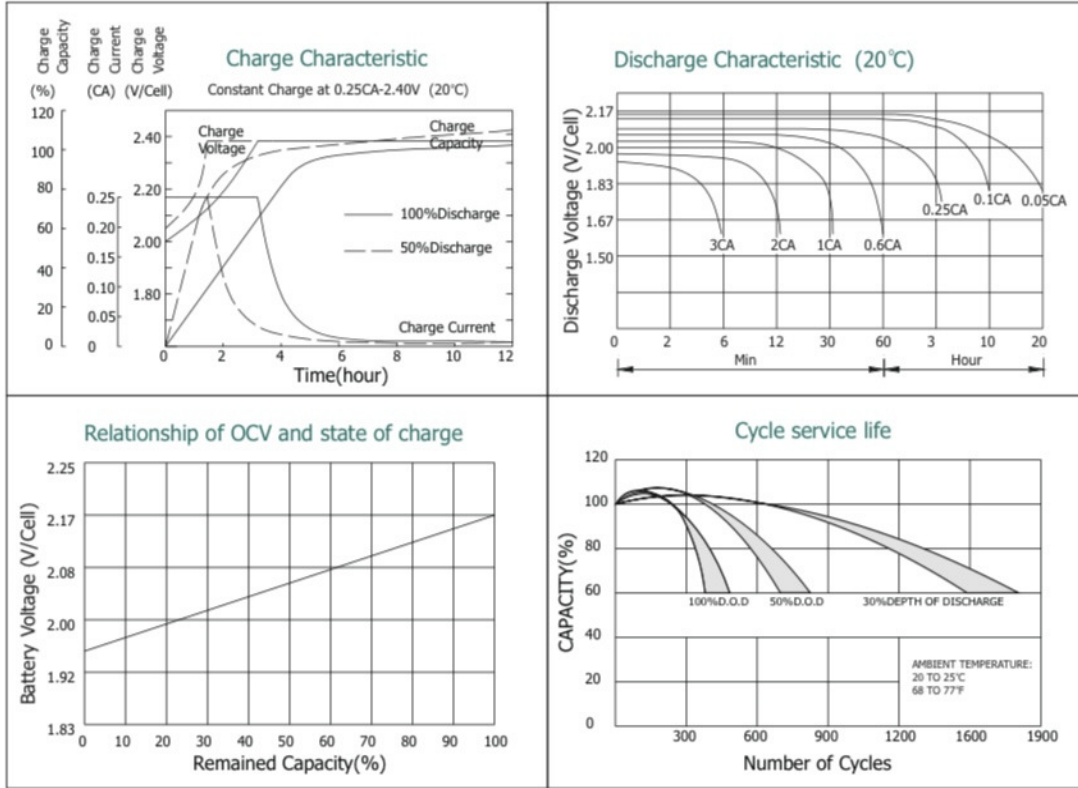 Charge Capacity
Charge Current
Charge Voltage
(%) (CA) (V/Cell)
Charge Characteristic
Constant Charge at 0.25CA-2.40V (20℃)
120
100
80
60
40
20
0
0.25
0.20
0.15
0.10
0.05
0
2.40
2.20
2.00
1.80
Charge
Voltage
Charge
Capacity
100%Discharge
50%Discharge
Charge Current
0 2 4 6 8 10 12
Time(hour)
Discharge Characteristic (20℃)
Discharge Voltage (V/Cell)
2.17
2.00
1.83
1.67
1.50
3CA 2CA 1CA 0.6CA 0.25CA 0.1CA 0.05CA
0 2 6 12 30 60 3 10 20
Min Hour
Relationship of OCV and state of charge
Battery Voltage (V/Cell)
2.25
2.17
2.08
2.00
1.92
1.83
0 10 20 30 40 50 60 70 80 90 100
Remained Capacity(%)
Cycle service life
CAPACITY(%)
120
100
80
60
40
20
0
100%D.O.D 50%D.O.D 30%DEPTH OF DISCHARGE
AMBIENT TEMPERATURE:
20 TO 25℃
68 TO 77°F
300 600 900 1200 1600 1900
Number of Cycles